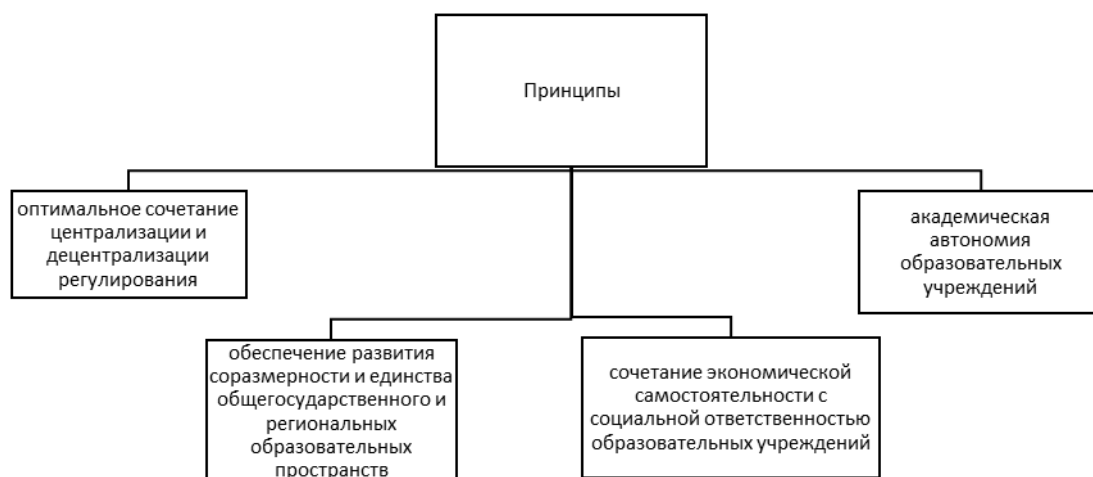 Принципы
оптимальное сочетание
централизации и
децентрализации
регулирования
академическая
автономия
образовательных
учреждений
обеспечение развития
соразмерности и единства
общегосударственного и
региональных
образовательных
пространств
сочетание экономической
самостоятельности с
социальной ответственностью
образовательных учреждений